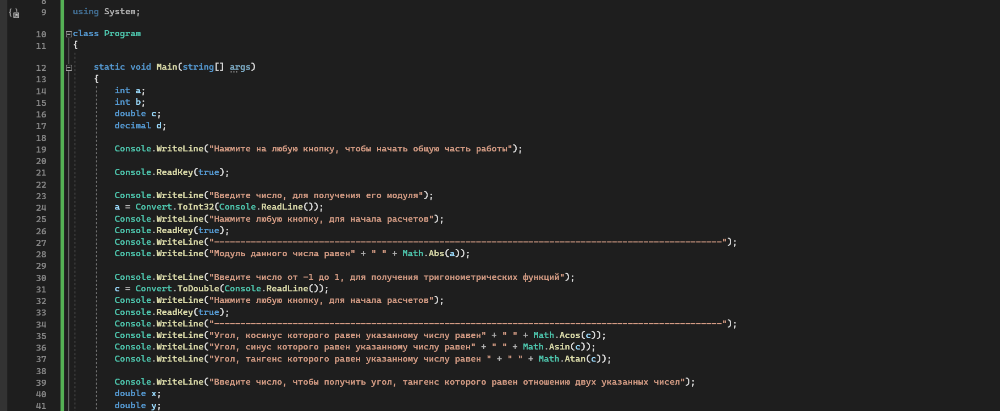 8
9 using System;
10 class Program
11 {
12 static void Main(string[] args)
13 {
14 int a;
15 int b;
16 double c;
17 decimal d;
18
19 Console.WriteLine("Нажмите на любую кнопку, чтобы начать общую часть работы");
20
21 Console.ReadKey(true);
22
23 Console.WriteLine("Введите число, для получения его модуля");
24 a = Convert.ToInt32(Console.ReadLine());
25 Console.WriteLine("Нажмите любую кнопку, для начала расчетов");
26 Console.ReadKey(true);
27 Console.WriteLine("-------------------------------------------------------------------------------------------------");
28 Console.WriteLine("Модуль данного числа равен" + " " + Math.Abs(a));
29
30 Console.WriteLine("Введите число от -1 до 1, для получения тригонометрических функций");
31 c = Convert.ToDouble(Console.ReadLine());
32 Console.WriteLine("Нажмите любую кнопку, для начала расчетов");
33 Console.ReadKey(true);
34 Console.WriteLine("-------------------------------------------------------------------------------------------------");
35 Console.WriteLine("Угол, косинус которого равен указанному числу равен" + " " + Math.Acos(c));
36 Console.WriteLine("Угол, синус которого равен указанному числу равен" + " " + Math.Asin(c));
37 Console.WriteLine("Угол, тангенс которого равен указанному числу равен " + " " + Math.Atan(c));
38
39 Console.WriteLine("Введите число, чтобы получить угол, тангенс которого равен отношению двух указанных чисел");
40 double x;
41 double y;